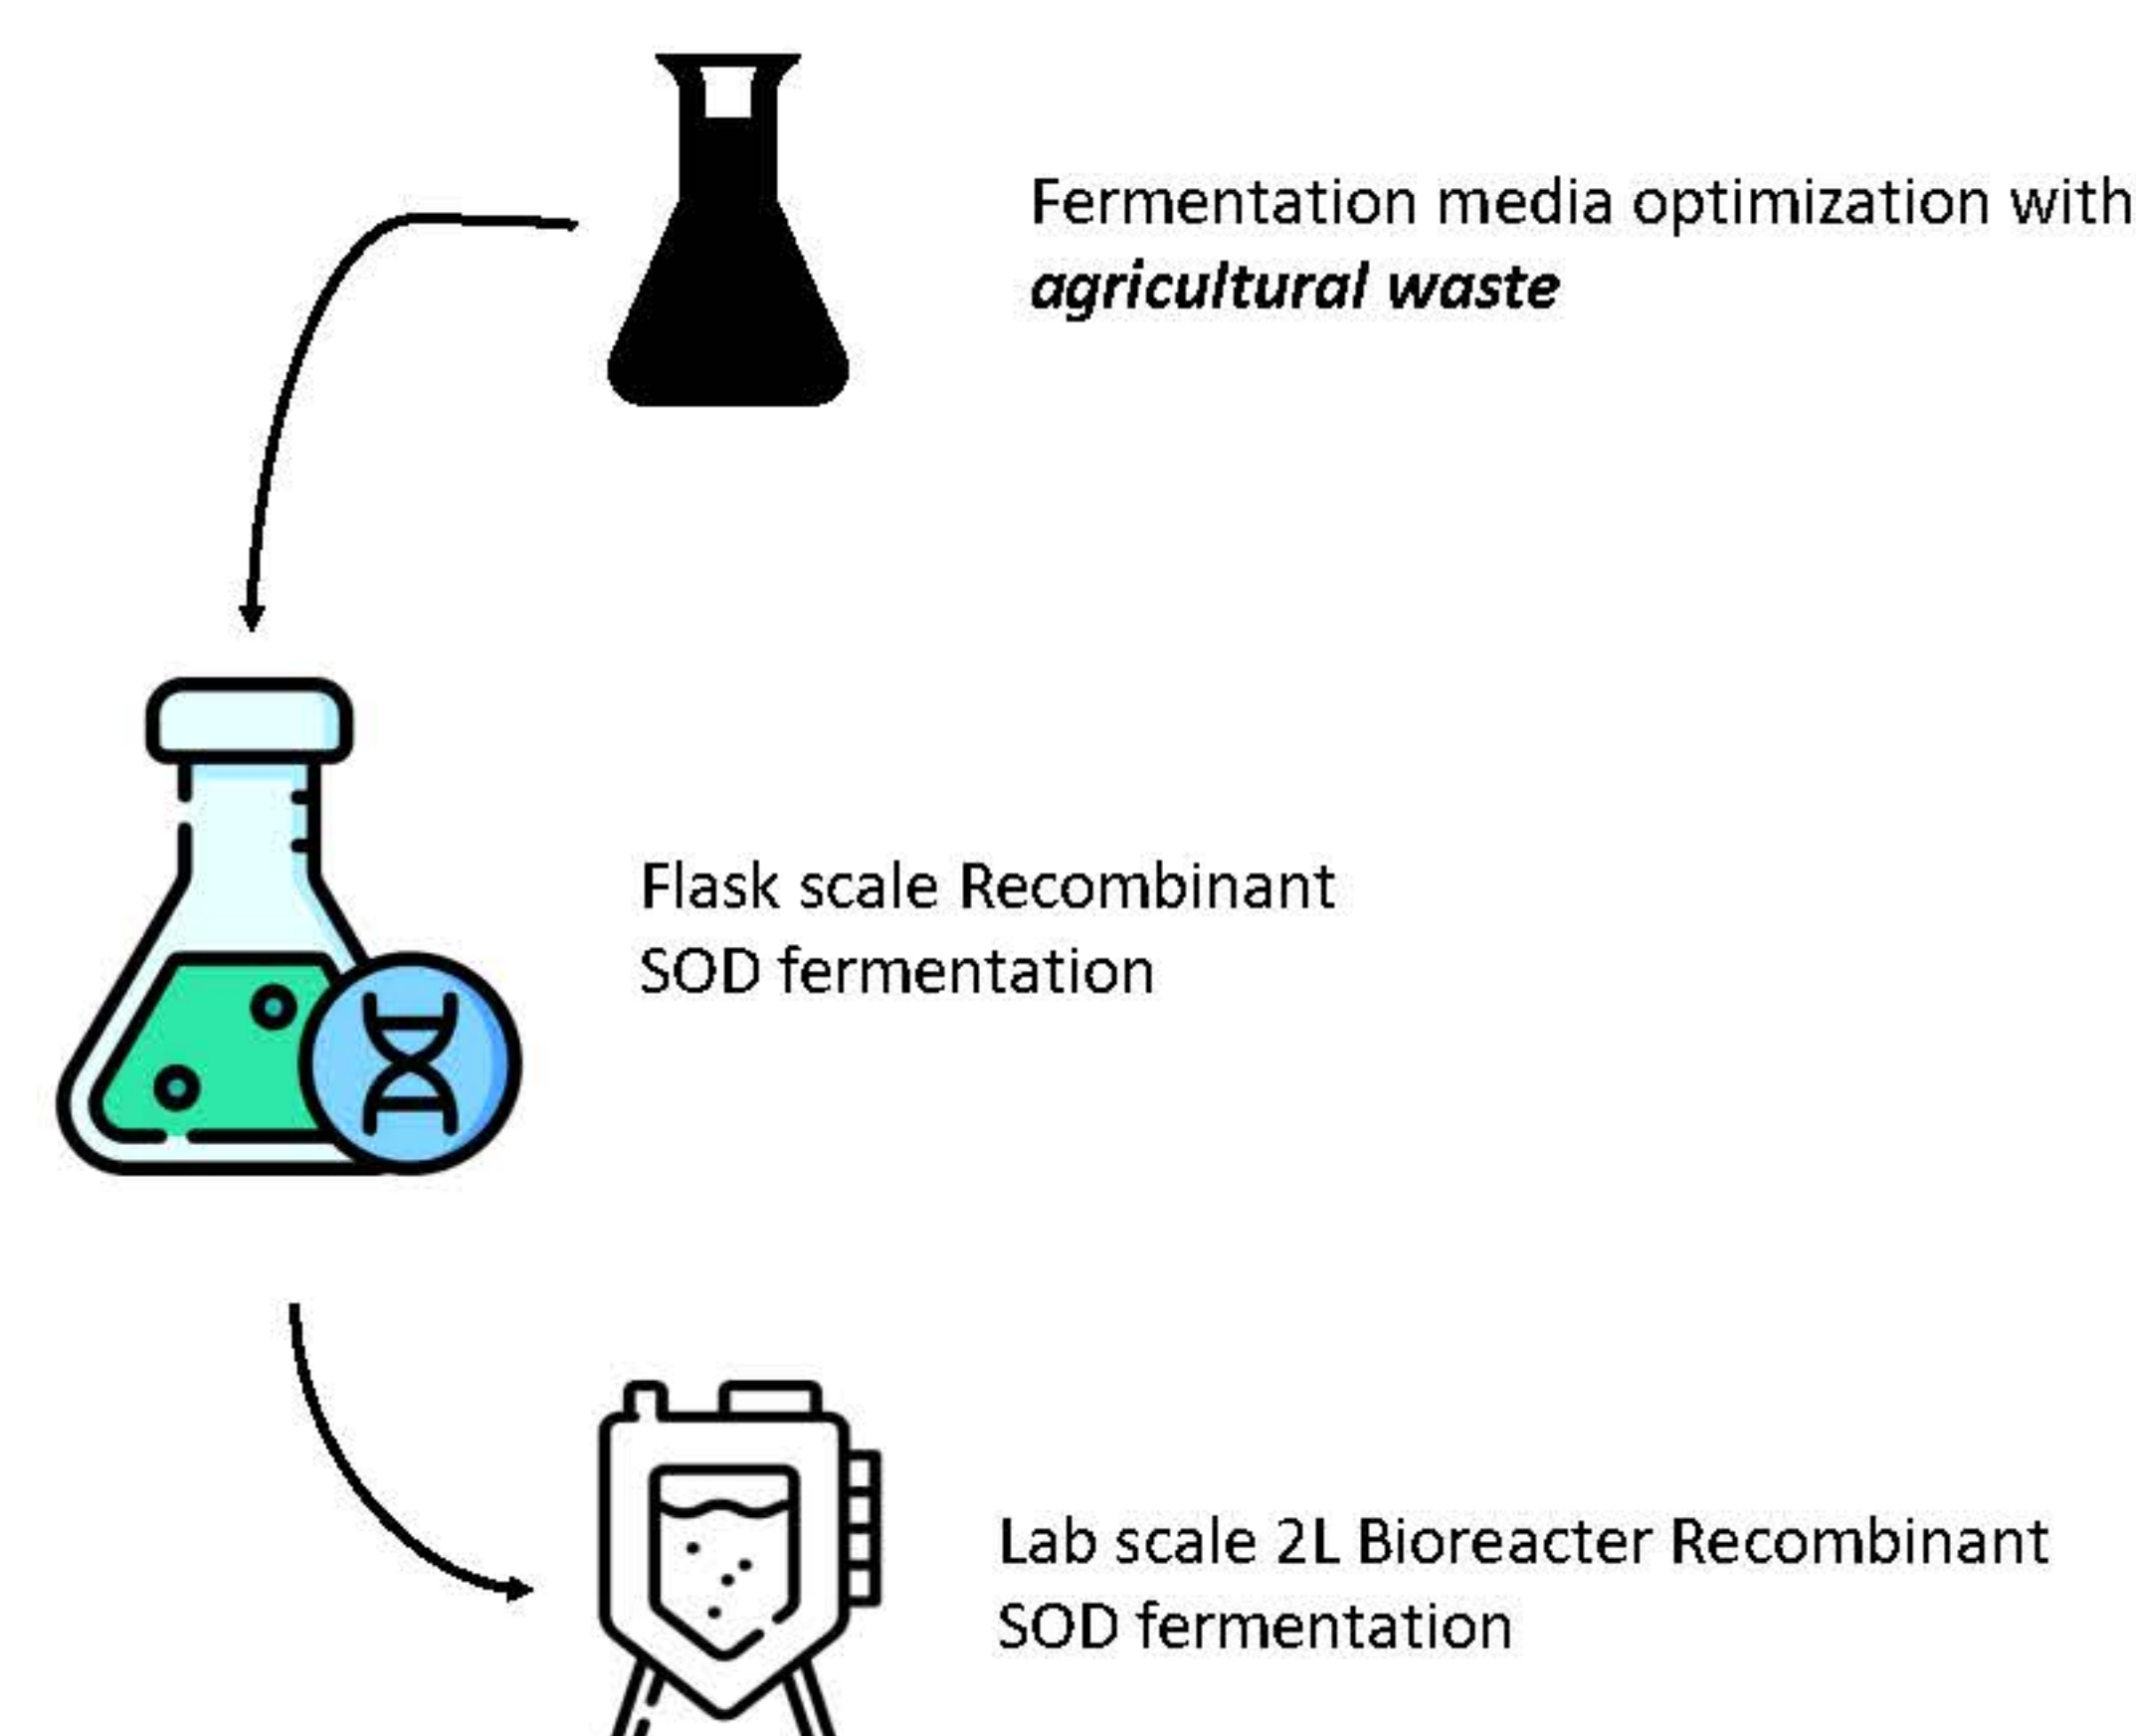 Fermentation media optimization with
agricultural waste
Flask scale Recombinant
SOD fermentation
Lab scale 2L Bioreacter Recombinant
SOD fermentation